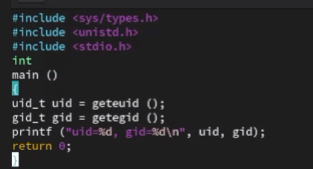 #include <sys/types.h>
#include <unistd.h>
#include <stdio.h>
int
main ()
{
uid_t uid = geteuid ();
gid_t gid = getegid ();
printf ("uid=%d, gid=%d\n", uid, gid);
return 0;
}